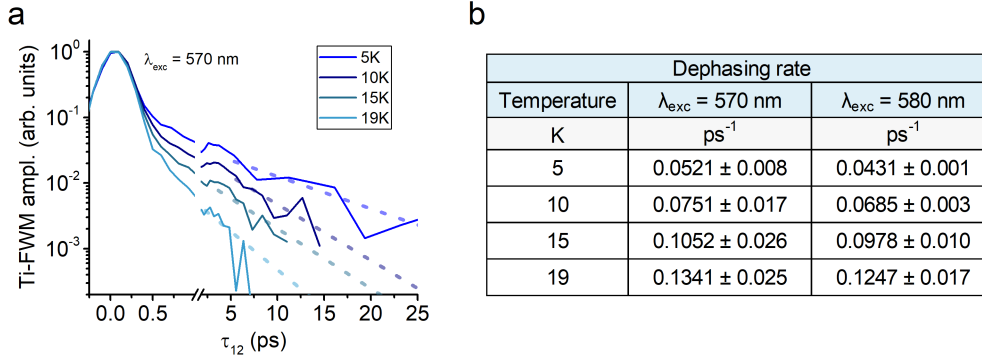 a
Ti-FWM ampl. (arb. units)
10⁰
10⁻¹
10⁻²
10⁻³
λexc = 570 nm
5K
10K
15K
19K
0.0 0.5 5 10 15 20 25
τ12 (ps)
b
Dephasing rate
Temperature λexc = 570 nm λexc = 580 nm
K ps⁻¹ ps⁻¹
5 0.0521 ± 0.008 0.0431 ± 0.001
10 0.0751 ± 0.017 0.0685 ± 0.003
15 0.1052 ± 0.026 0.0978 ± 0.010
19 0.1341 ± 0.025 0.1247 ± 0.017